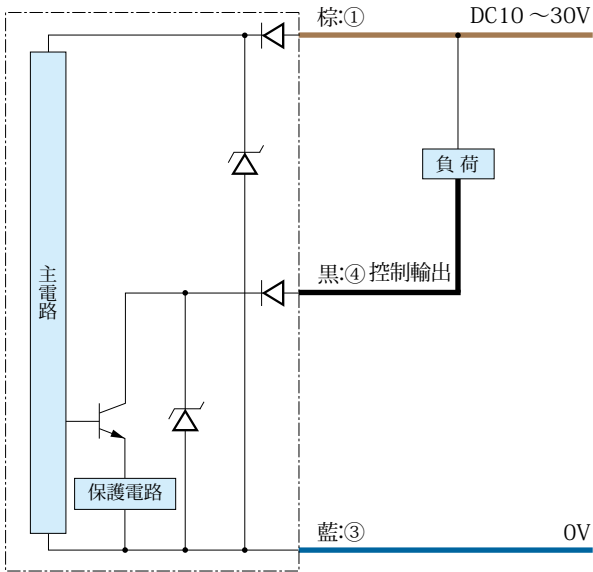 棕:① DC10～30V
負荷
黒:④ 控制輸出
主電路
保護電路
藍:③ 0V